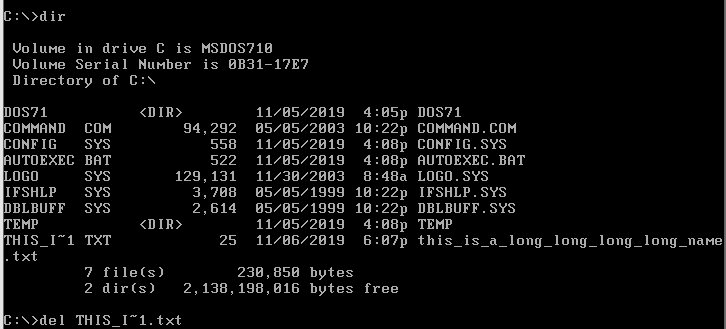 C:\>dir
Volume in drive C is MSDOS710
Volume Serial Number is 0B31-17E7
Directory of C:\
DOS71 <DIR> 11/05/2019 4:05p DOS71
COMMAND COM 94,292 05/05/2003 10:22p COMMAND.COM
CONFIG SYS 558 11/05/2019 4:08p CONFIG.SYS
AUTOEXEC BAT 522 11/05/2019 4:08p AUTOEXEC.BAT
LOGO SYS 129,131 11/30/2003 8:48a LOGO.SYS
IFSHLP SYS 3,708 05/05/1999 10:22p IFSHLP.SYS
DBLBUFF SYS 2,614 05/05/1999 10:22p DBLBUFF.SYS
TEMP <DIR> 11/05/2019 4:08p TEMP
THIS_I~1 TXT 25 11/06/2019 6:07p this_is_a_long_long_long_long_name
.txt
7 file(s) 230,850 bytes
2 dir(s) 2,138,198,016 bytes free
C:\>del THIS_I~1.txt